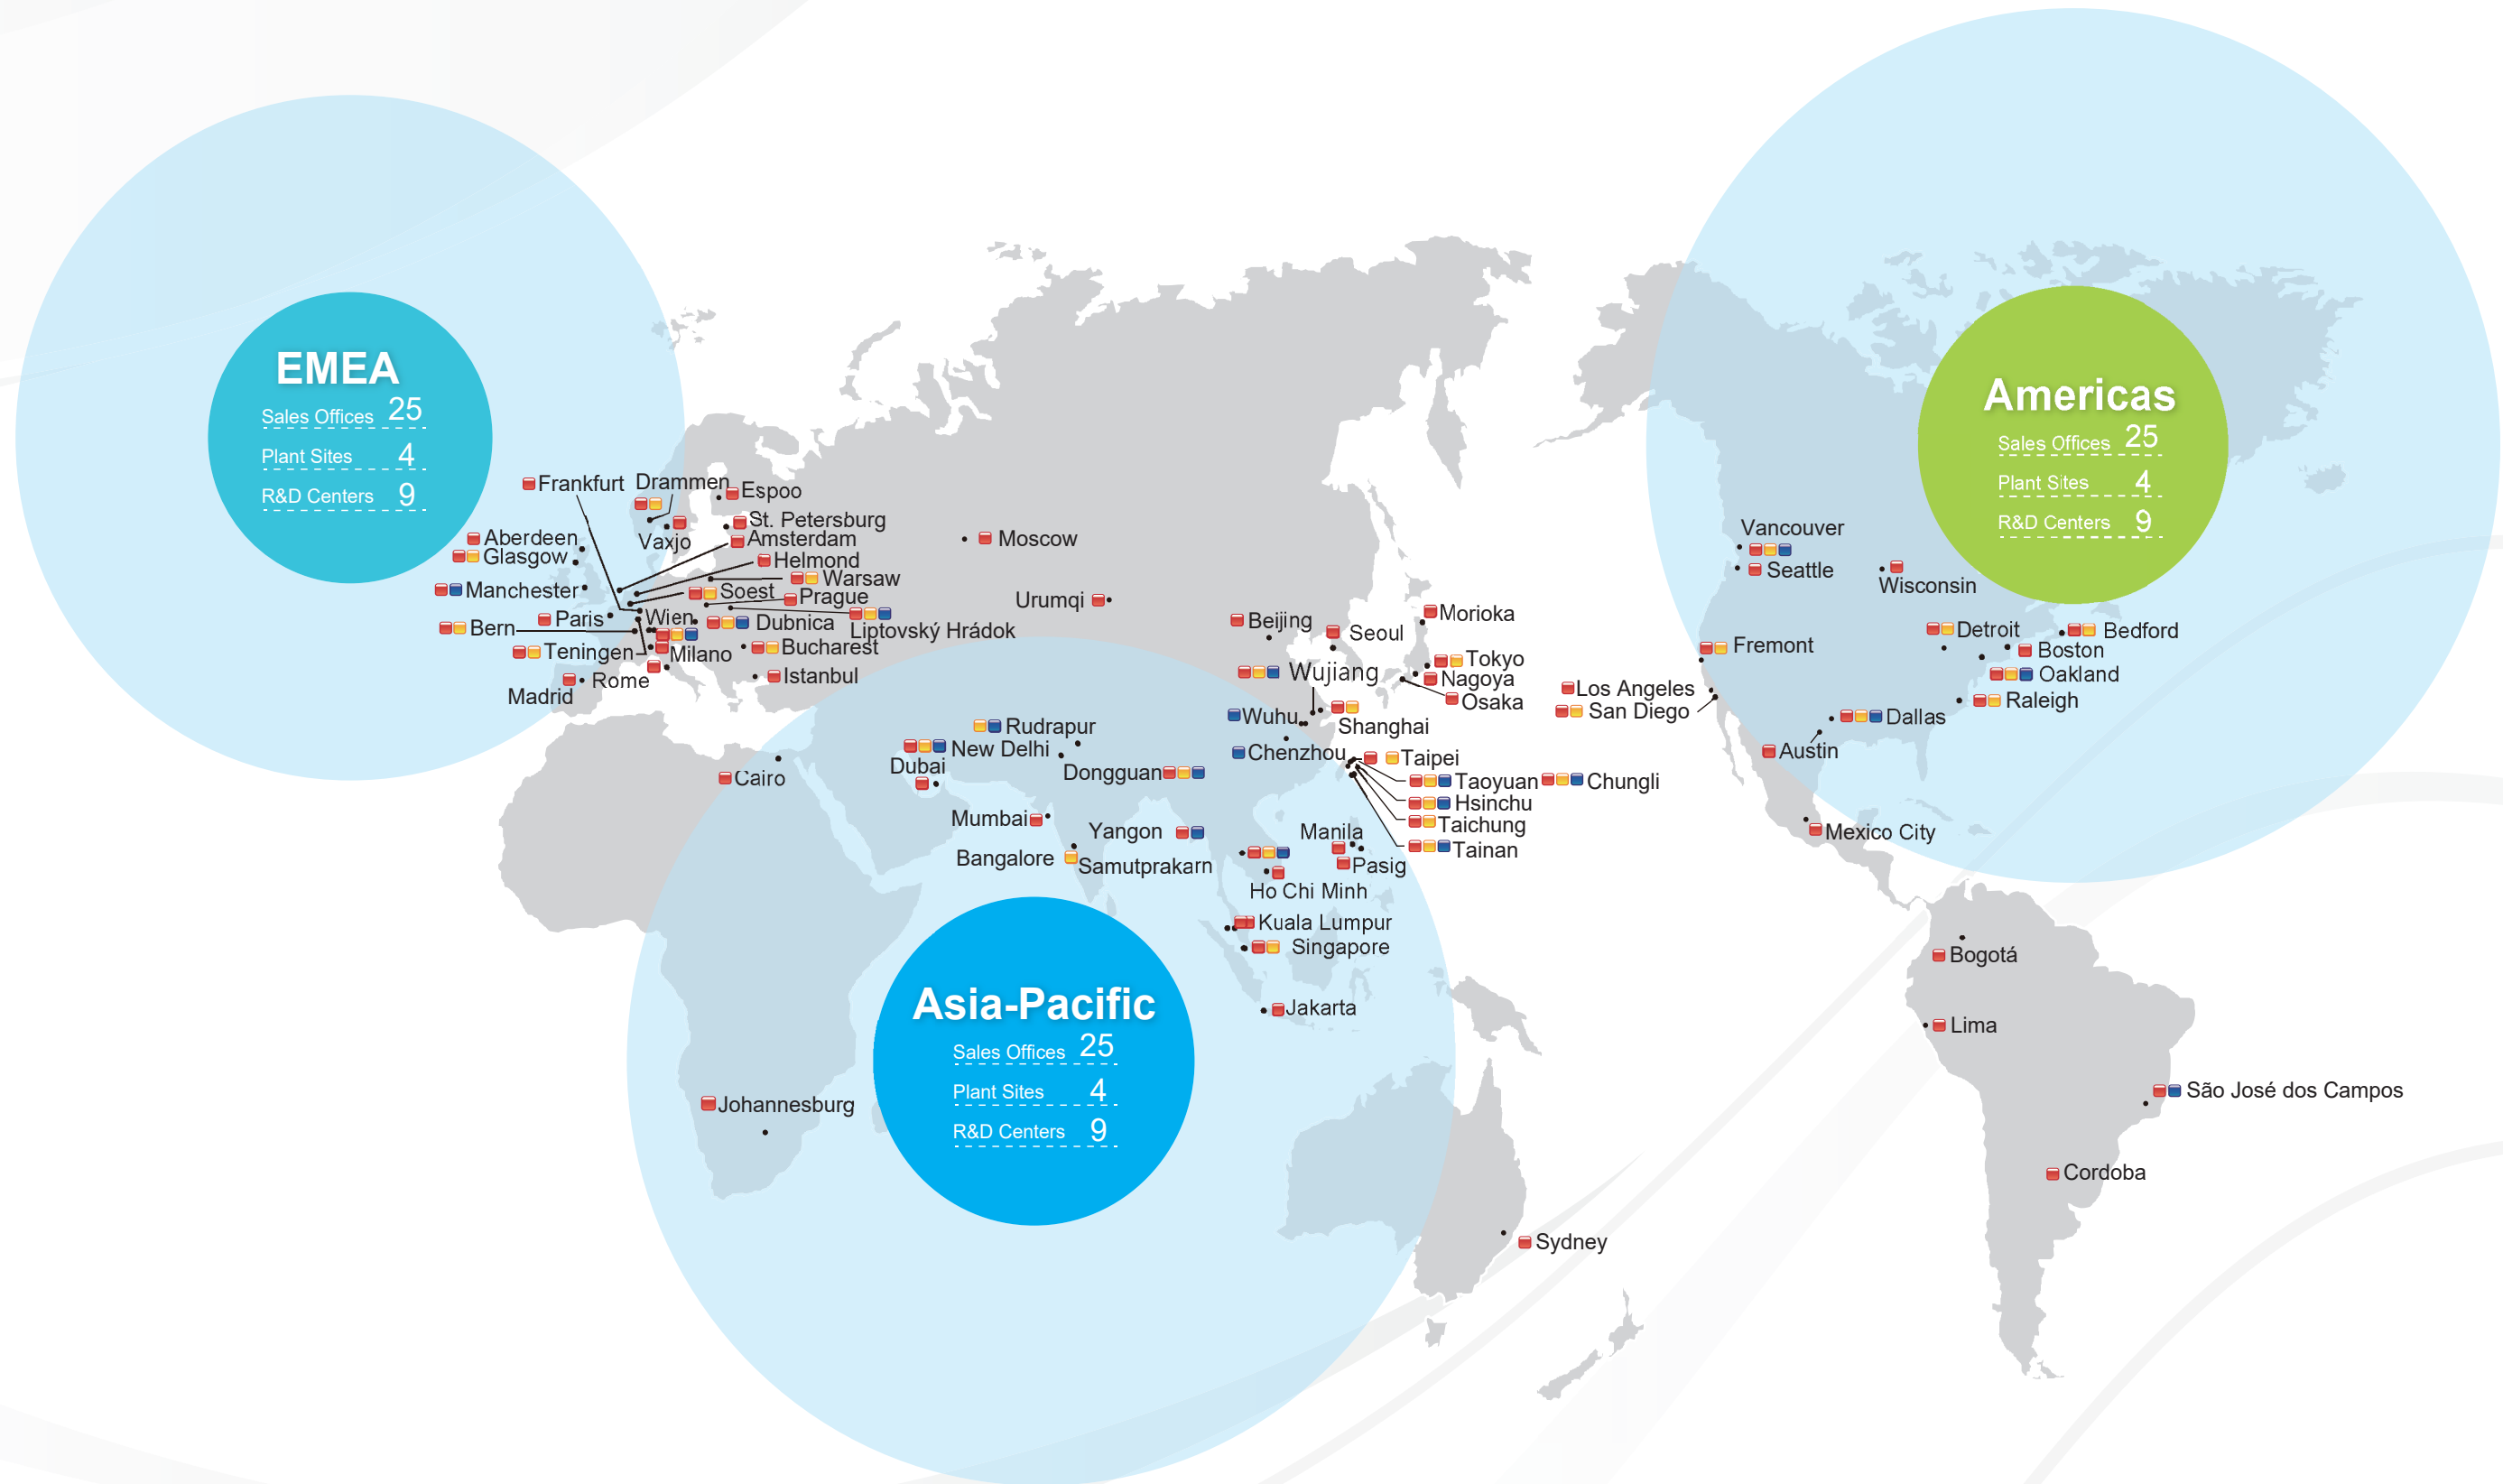 EMEA
Sales Offices 25
Plant Sites 4
R&D Centers 9
Americas
Sales Offices 25
Plant Sites 4
R&D Centers 9
Asia-Pacific
Sales Offices 25
Plant Sites 4
R&D Centers 9
Frankfurt
Drammen
Espoo
Aberdeen
Vaxjo
St. Petersburg
Glasgow
Amsterdam
Moscow
Helmond
Manchester
Warsaw
Soest
Prague
Paris
Wien
Dubnica
Liptovský Hrádok
Bern
Teningen
Milano
Bucharest
Madrid
Rome
Istanbul
Urumqi
Beijing
Seoul
Morioka
Wujiang
Tokyo
Nagoya
Osaka
Wuhu
Shanghai
Rudrapur
New Delhi
Chenzhou
Taipei
Cairo
Dubai
Dongguan
Taoyuan
Chungli
Hsinchu
Mumbai
Yangon
Manila
Taichung
Bangalore
Samutprakarn
Pasig
Tainan
Ho Chi Minh
Kuala Lumpur
Singapore
Jakarta
Johannesburg
Sydney
Vancouver
Seattle
Wisconsin
Fremont
Detroit
Bedford
Boston
Oakland
Los Angeles
San Diego
Raleigh
Dallas
Austin
Mexico City
Bogotá
Lima
São José dos Campos
Cordoba